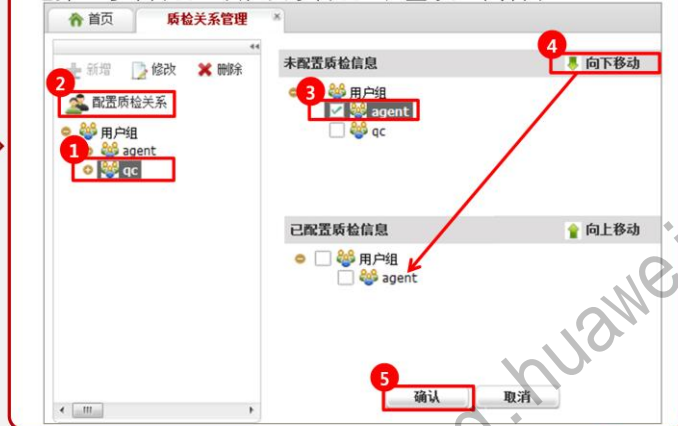 首页 质检关系管理 ×
新增 修改 删除
2
配置质检关系
用户组
agent
1
qc
未配置质检信息
4
向下移动
用户组
3
agent
qc
已配置质检信息 向上移动
用户组
agent
5
确认 取消
.huawei